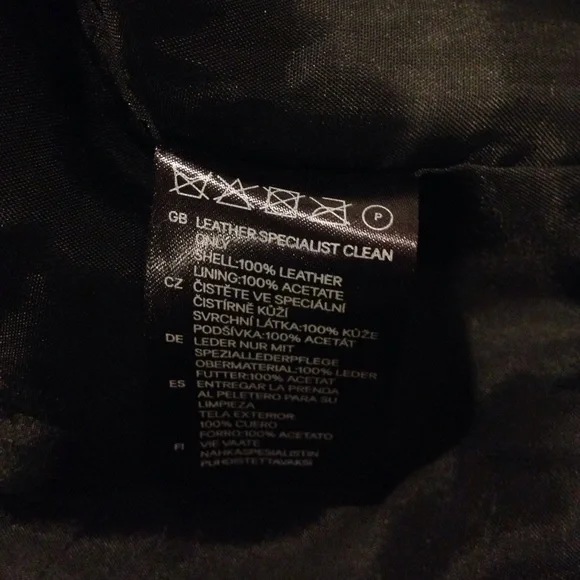 P
GB LEATHER SPECIALIST CLEAN
ONLY
SHELL:100% LEATHER
LINING:100% ACETATE
CZ ČISTĚTE VE SPECIÁLNÍ
ČISTÍRNĚ KŮŽÍ
SVRCHNÍ LÁTKA:100% KŮŽE
PODŠÍVKA:100% ACETÁT
DE LEDER NUR MIT
SPEZIALLEDERPFLEGE
OBERMATERIAL:100% LEDER
FUTTER:100% ACETAT
ES ENTREGAR LA PRENDA
AL PELETERO PARA SU
LIMPIEZA
TELA EXTERIOR:
100% CUERO
FORRO:100% ACETATO
FI VIE VAATE
NAHKASPESIALISTIN
PUHDISTETTAVAKSI